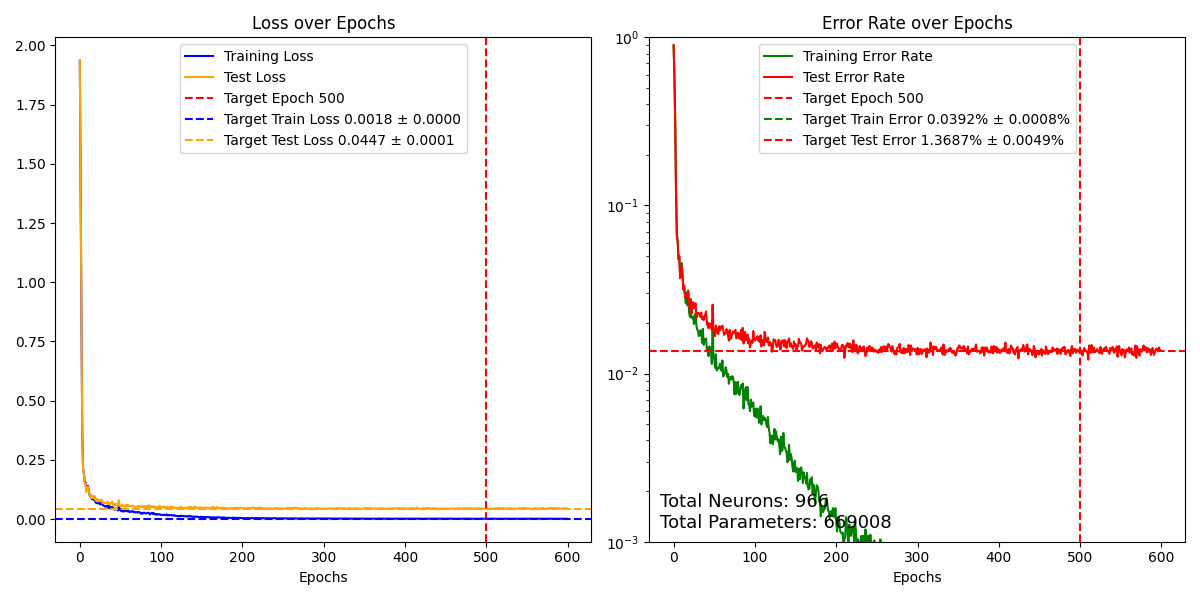 Loss over Epochs
2.00
1.75
1.50
1.25
1.00
0.75
0.50
0.25
0.00
0
100
200
300
400
500
600
Epochs
Training Loss
Test Loss
Target Epoch 500
Target Train Loss 0.0018 ± 0.0000
Target Test Loss 0.0447 ± 0.0001
Error Rate over Epochs
10⁰
10⁻¹
10⁻²
10⁻³
0
100
200
300
400
500
600
Epochs
Training Error Rate
Test Error Rate
Target Epoch 500
Target Train Error 0.0392% ± 0.0008%
Target Test Error 1.3687% ± 0.0049%
Total Neurons: 966
Total Parameters: 669008